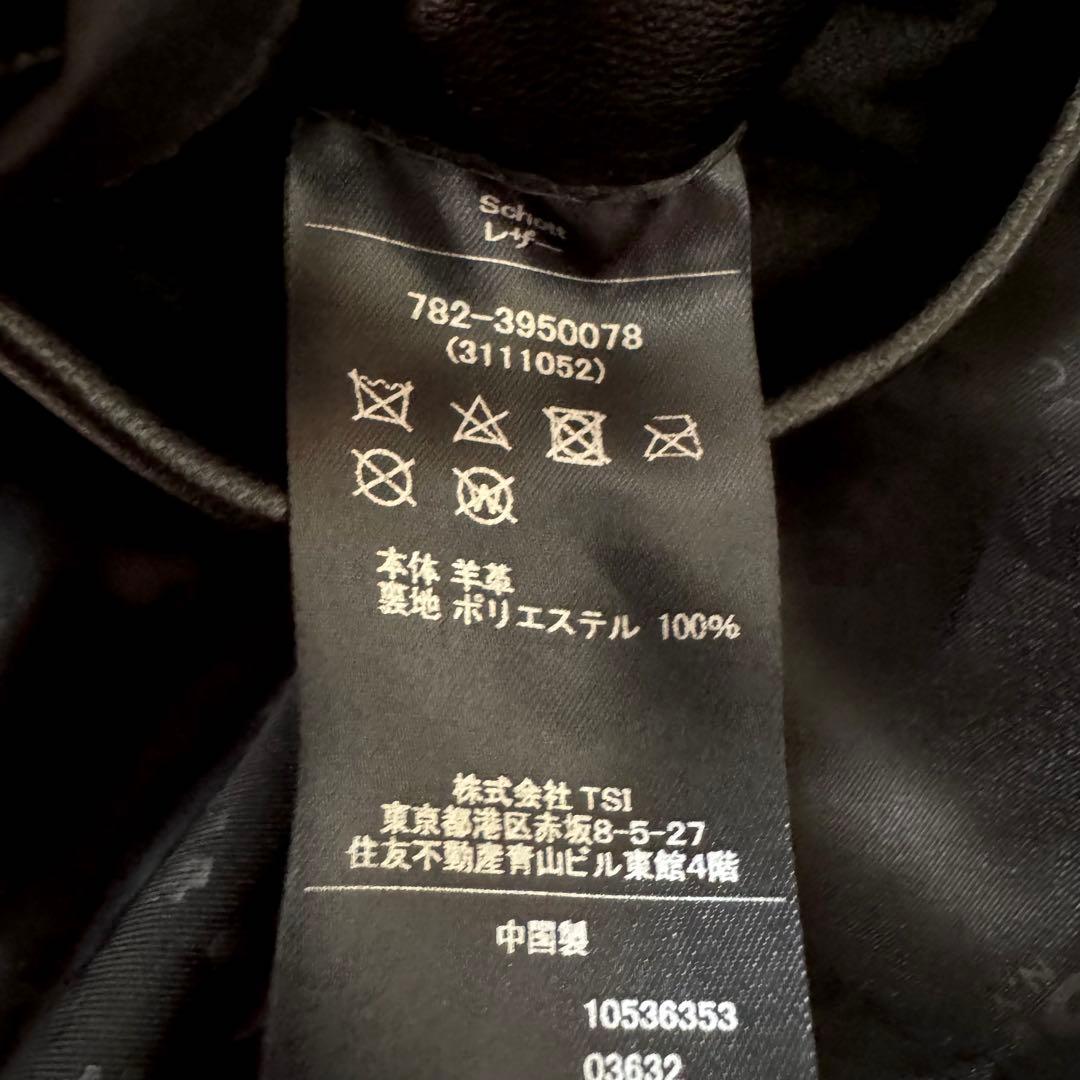 Schott
レザー
782-3950078
(3111052)
W
本体 羊革
裏地 ポリエステル 100%
株式会社 TSI
東京都港区赤坂8-5-27
住友不動産青山ビル東館4階
中国製
10536353
03632